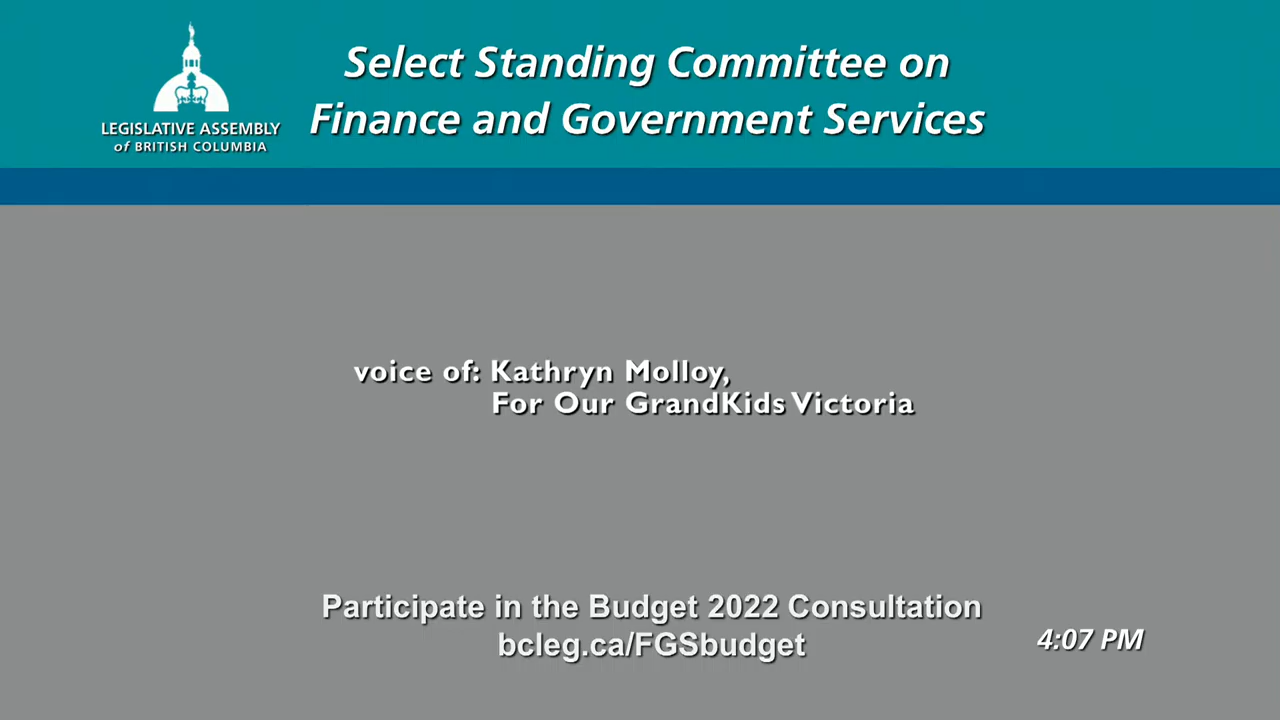 Select Standing Committee on
Finance and Government Services
LEGISLATIVE ASSEMBLY
of BRITISH COLUMBIA
voice of: Kathryn Molloy,
For Our GrandKids Victoria
Participate in the Budget 2022 Consultation
bcleg.ca/FGSbudget
4:07 PM